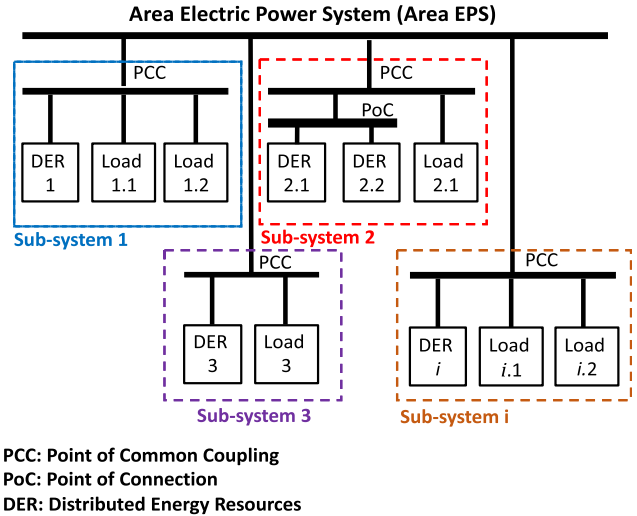 Area Electric Power System (Area EPS)
PCC
PCC
PoC
DER
1
Load
1.1
Load
1.2
DER
2.1
DER
2.2
Load
2.1
Sub-system 1
Sub-system 2
PCC
PCC
DER
3
Load
3
DER
i
Load
i.1
Load
i.2
Sub-system 3
Sub-system i
PCC: Point of Common Coupling
PoC: Point of Connection
DER: Distributed Energy Resources